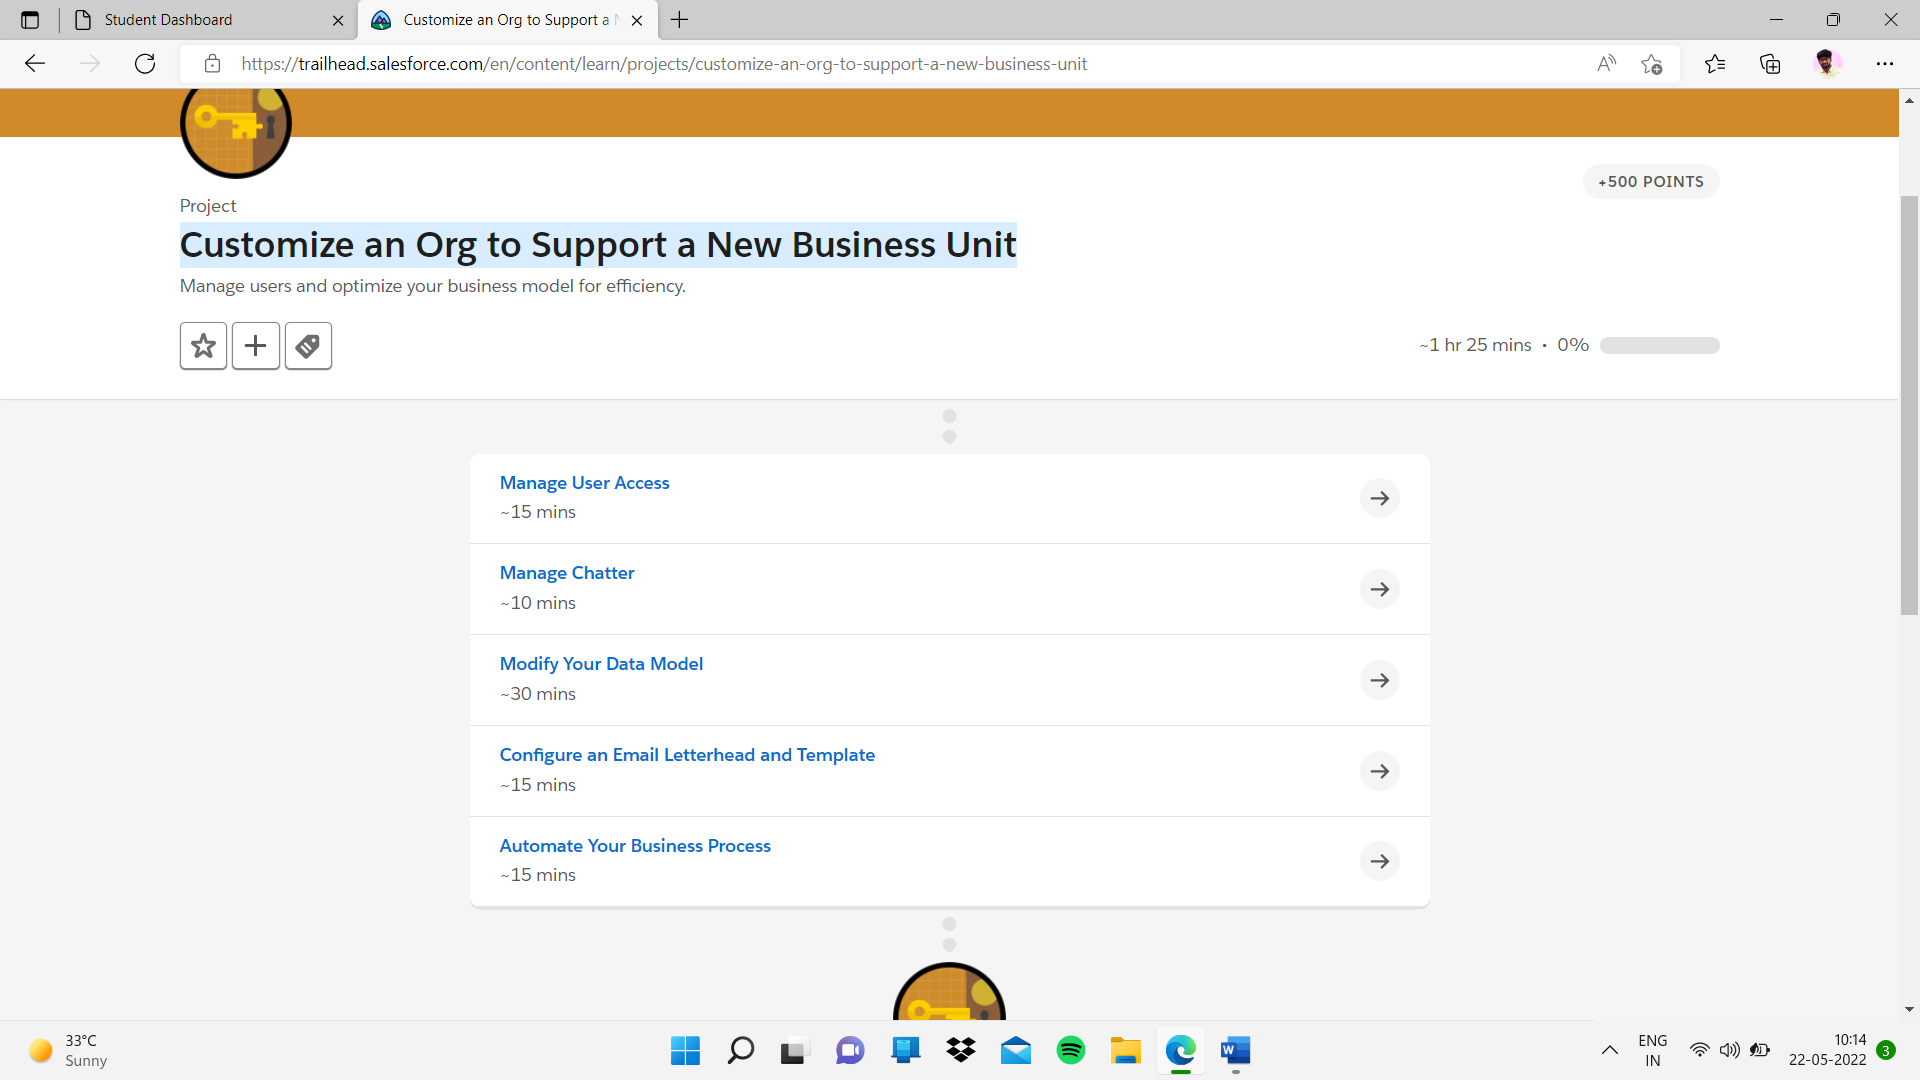 Student Dashboard
Customize an Org to Support a N
https://trailhead.salesforce.com/en/content/learn/projects/customize-an-org-to-support-a-new-business-unit
+500 POINTS
Project
Customize an Org to Support a New Business Unit
Manage users and optimize your business model for efficiency.
~1 hr 25 mins • 0%
Manage User Access
~15 mins
Manage Chatter
~10 mins
Modify Your Data Model
~30 mins
Configure an Email Letterhead and Template
~15 mins
Automate Your Business Process
~15 mins
33°C
Sunny
ENG
IN
10:14
22-05-2022
3